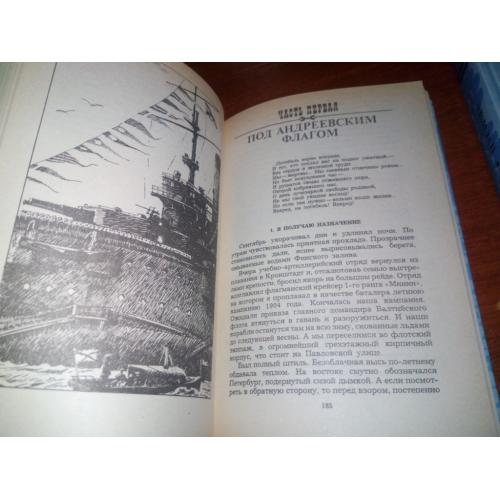 ЧАСТЬ ПЕРВАЯ
ПОД АНДРЕЕВСКИМ
ФЛАГОМ
1. Я ПОЛУЧАЮ НАЗНАЧЕНИЕ
Сентябрь укорачивал дни и удлинял ночи. По
утрам чувствовалась приятная прохлада. Прозрачнее
становились дали, яснее вырисовывались берега,
омываемые водами Финского залива.
Вчера учебно-артиллерийский отряд вернулся из
плавания в Кронштадт и, отсалютовав семью выстре-
лами крепости, бросил якорь на большом рейде. Отряд
возглавлял флагманский крейсер 1-го ранга «Минин»,
на котором я проплавал в качестве баталера летнюю
кампанию 1904 года. Кончалась наша кампания.
Ожидали приказа главного командира Балтийского
флота втянуться в гавань и разоружиться. И наши
корабли останутся там на всю зиму, скованные льдами
до следующей весны. А мы переселимся во флотский
экипаж, в огромнейший трехэтажный кирпичный
корпус, что стоит на Павловской улице.
Был полный штиль. Безоблачная высь по-летнему
обдавала теплом. На востоке смутно обозначался
Петербург, подернутый сизой дымкой. А если посмот-
реть в обратную сторону, то перед взором, постепенно
185